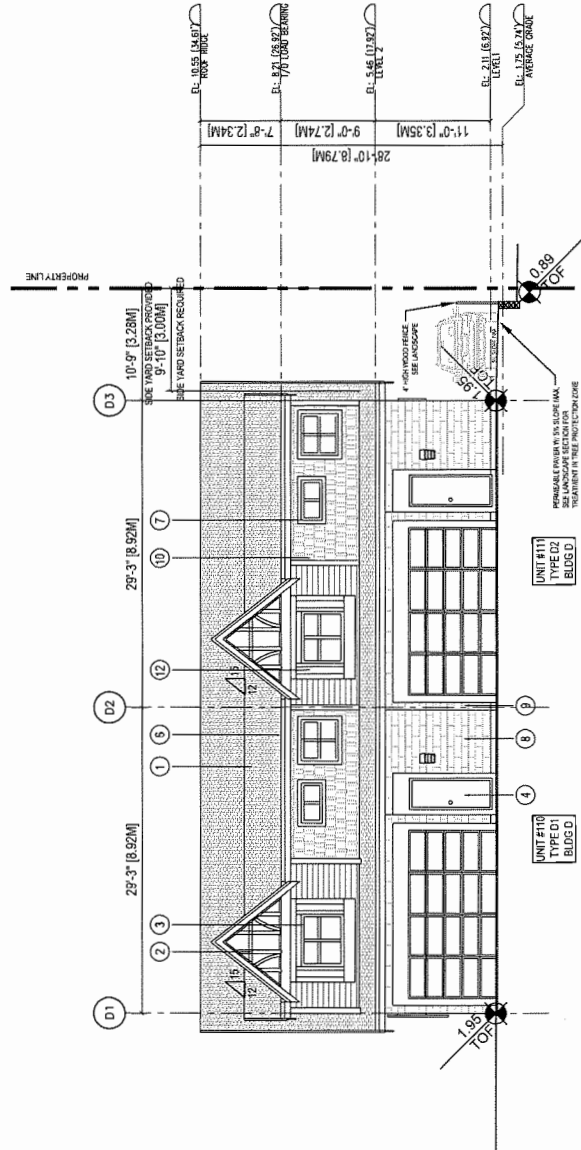 PROPERTY LINE
D1
29'-3" [8.92M]
D2
29'-3" [8.92M]
D3
10'-9" [3.28M]
SIDE YARD SETBACK PROVIDED
9'-10" [3.00M]
SIDE YARD SETBACK REQUIRED
2
3
1
6
12
10
7
15
12
15
12
EL: 10.55 (34.61')
ROOF RIDGE
EL: 8.21 (26.92')
T/O LOAD BEARING
EL: 5.46 (17.92')
LEVEL 2
EL: 2.11 (6.92')
LEVEL1
EL: 1.75 (5.74')
AVERAGE GRADE
7'-8" [2.34M]
9'-0" [2.74M]
11'-0" [3.35M]
28'-10" [8.79M]
4' HIGH WOOD FENCE
SEE LANDSCAPE
1.95
TOF
1.95
TOF
0.89
TOF
PERMEABLE PAVER W/ 5% SLOPE MAX.
SEE LANDSCAPE SECTION FOR
TREATMENT IN TREE PROTECTION ZONE
4
8
9
UNIT #110
TYPE D1
BLDG D
UNIT #111
TYPE D2
BLDG D